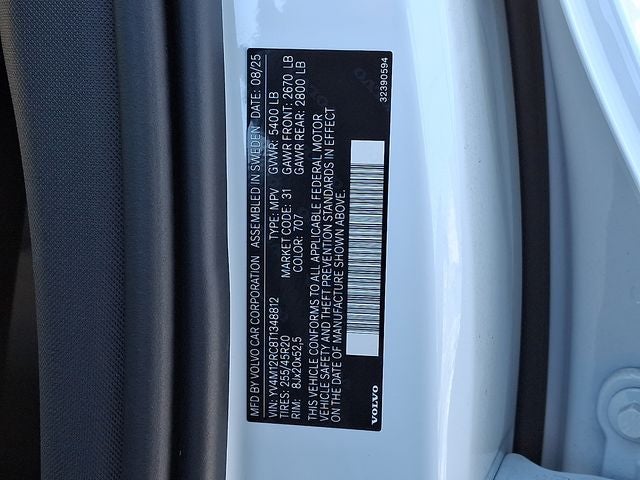 MFD BY VOLVO CAR CORPORATION ASSEMBLED IN SWEDEN DATE: 08/25
VIN: YV4M12RC8T1348812 TYPE: MPV GVWR: 5400 LB
TIRES: 255/45R20 MARKET CODE: 31 GAWR FRONT: 2670 LB
RIM: 8Jx20x52,5 COLOR: 707 GAWR REAR: 2800 LB
THIS VEHICLE CONFORMS TO ALL APPLICABLE FEDERAL MOTOR
VEHICLE SAFETY AND THEFT PREVENTION STANDARDS IN EFFECT
ON THE DATE OF MANUFACTURE SHOWN ABOVE.
VOLVO
32390594